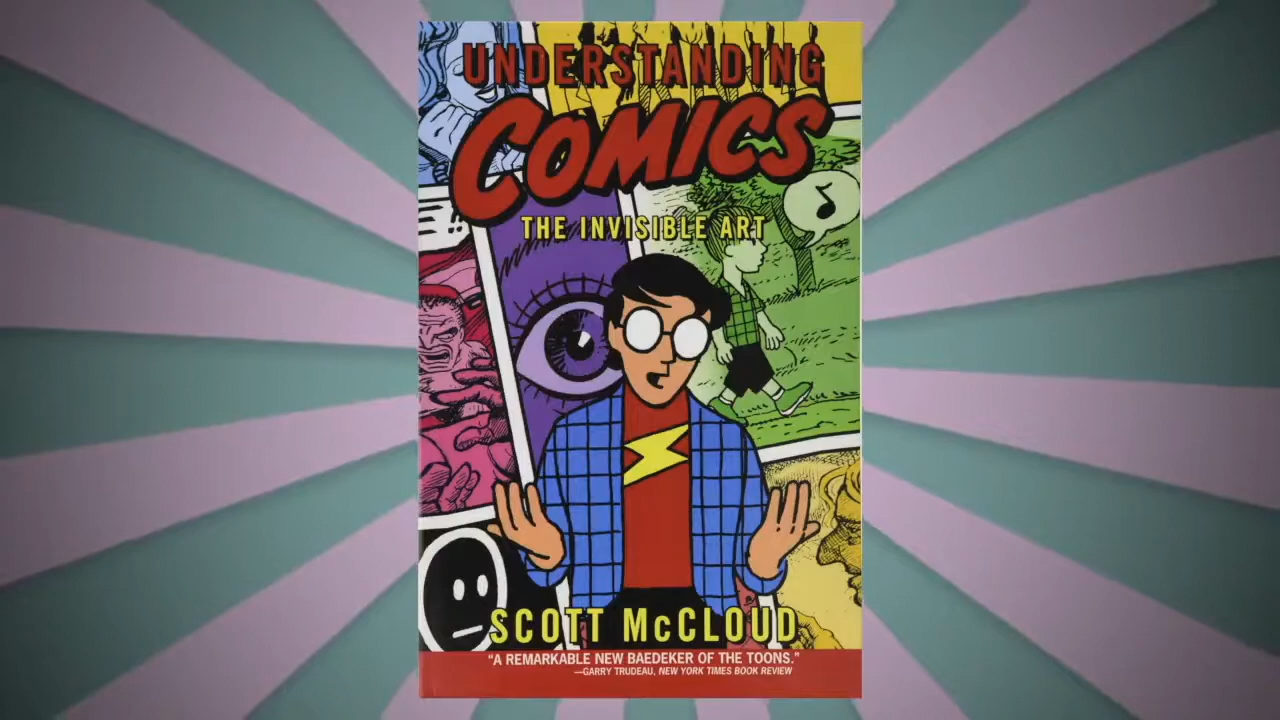 UNDERSTANDING
COMICS
THE INVISIBLE ART
SCOTT McCLOUD
"A REMARKABLE NEW BAEDEKER OF THE TOONS."
—GARRY TRUDEAU, NEW YORK TIMES BOOK REVIEW